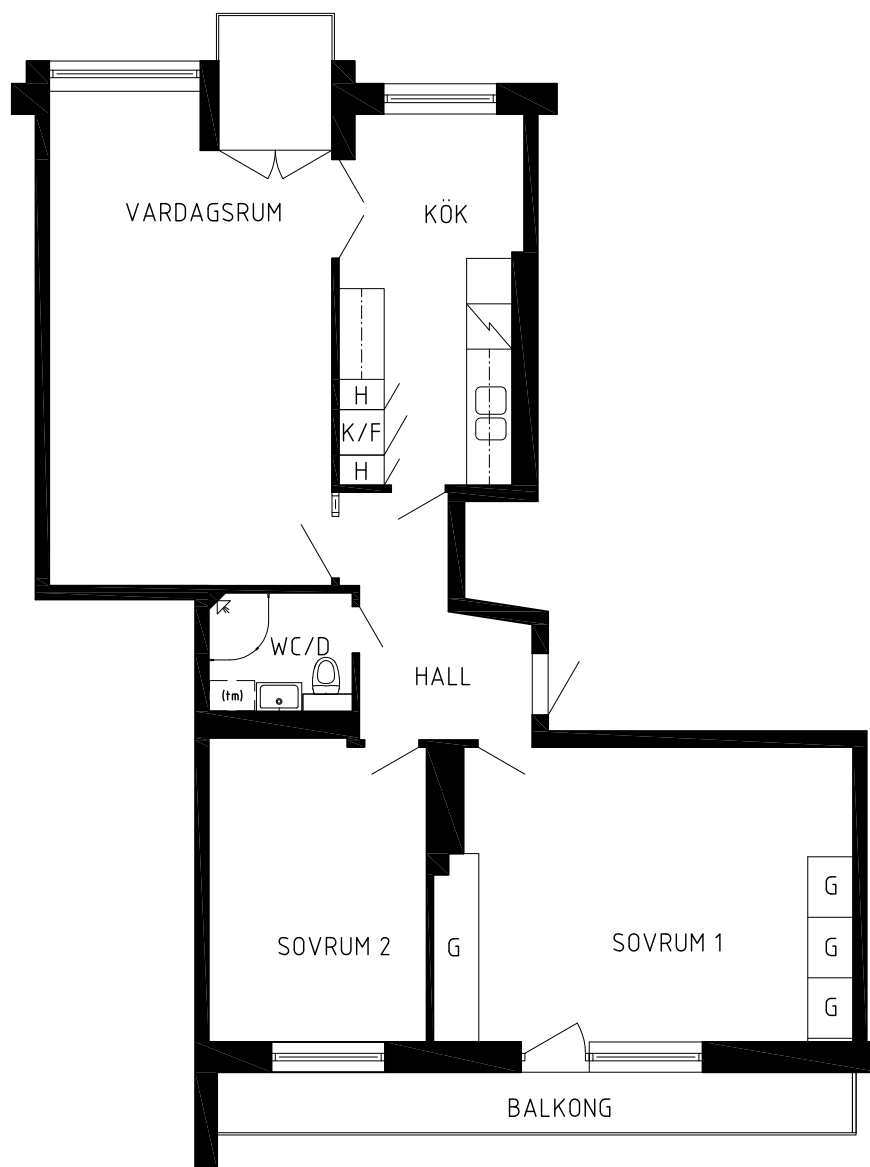 VARDAGSRUM
KÖK
H
K/F
H
WC/D
(tm)
HALL
G
SOVRUM 2
G
SOVRUM 1
G
G
BALKONG